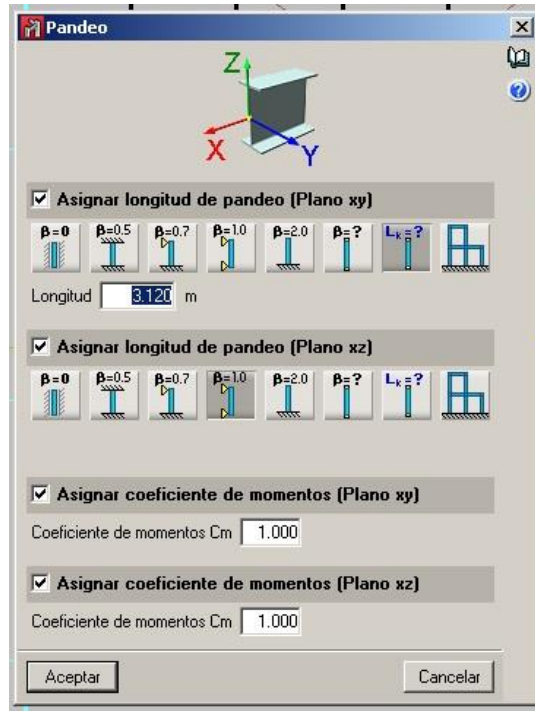 Pandeo
Z
X
Y
Asignar longitud de pandeo (Plano xy)
β=0 β=0.5 β=0.7 β=1.0 β=2.0 β=? Lk=?
Longitud 3.120 m
Asignar longitud de pandeo (Plano xz)
β=0 β=0.5 β=0.7 β=1.0 β=2.0 β=? Lk=?
Asignar coeficiente de momentos (Plano xy)
Coeficiente de momentos Cm 1.000
Asignar coeficiente de momentos (Plano xz)
Coeficiente de momentos Cm 1.000
Aceptar Cancelar